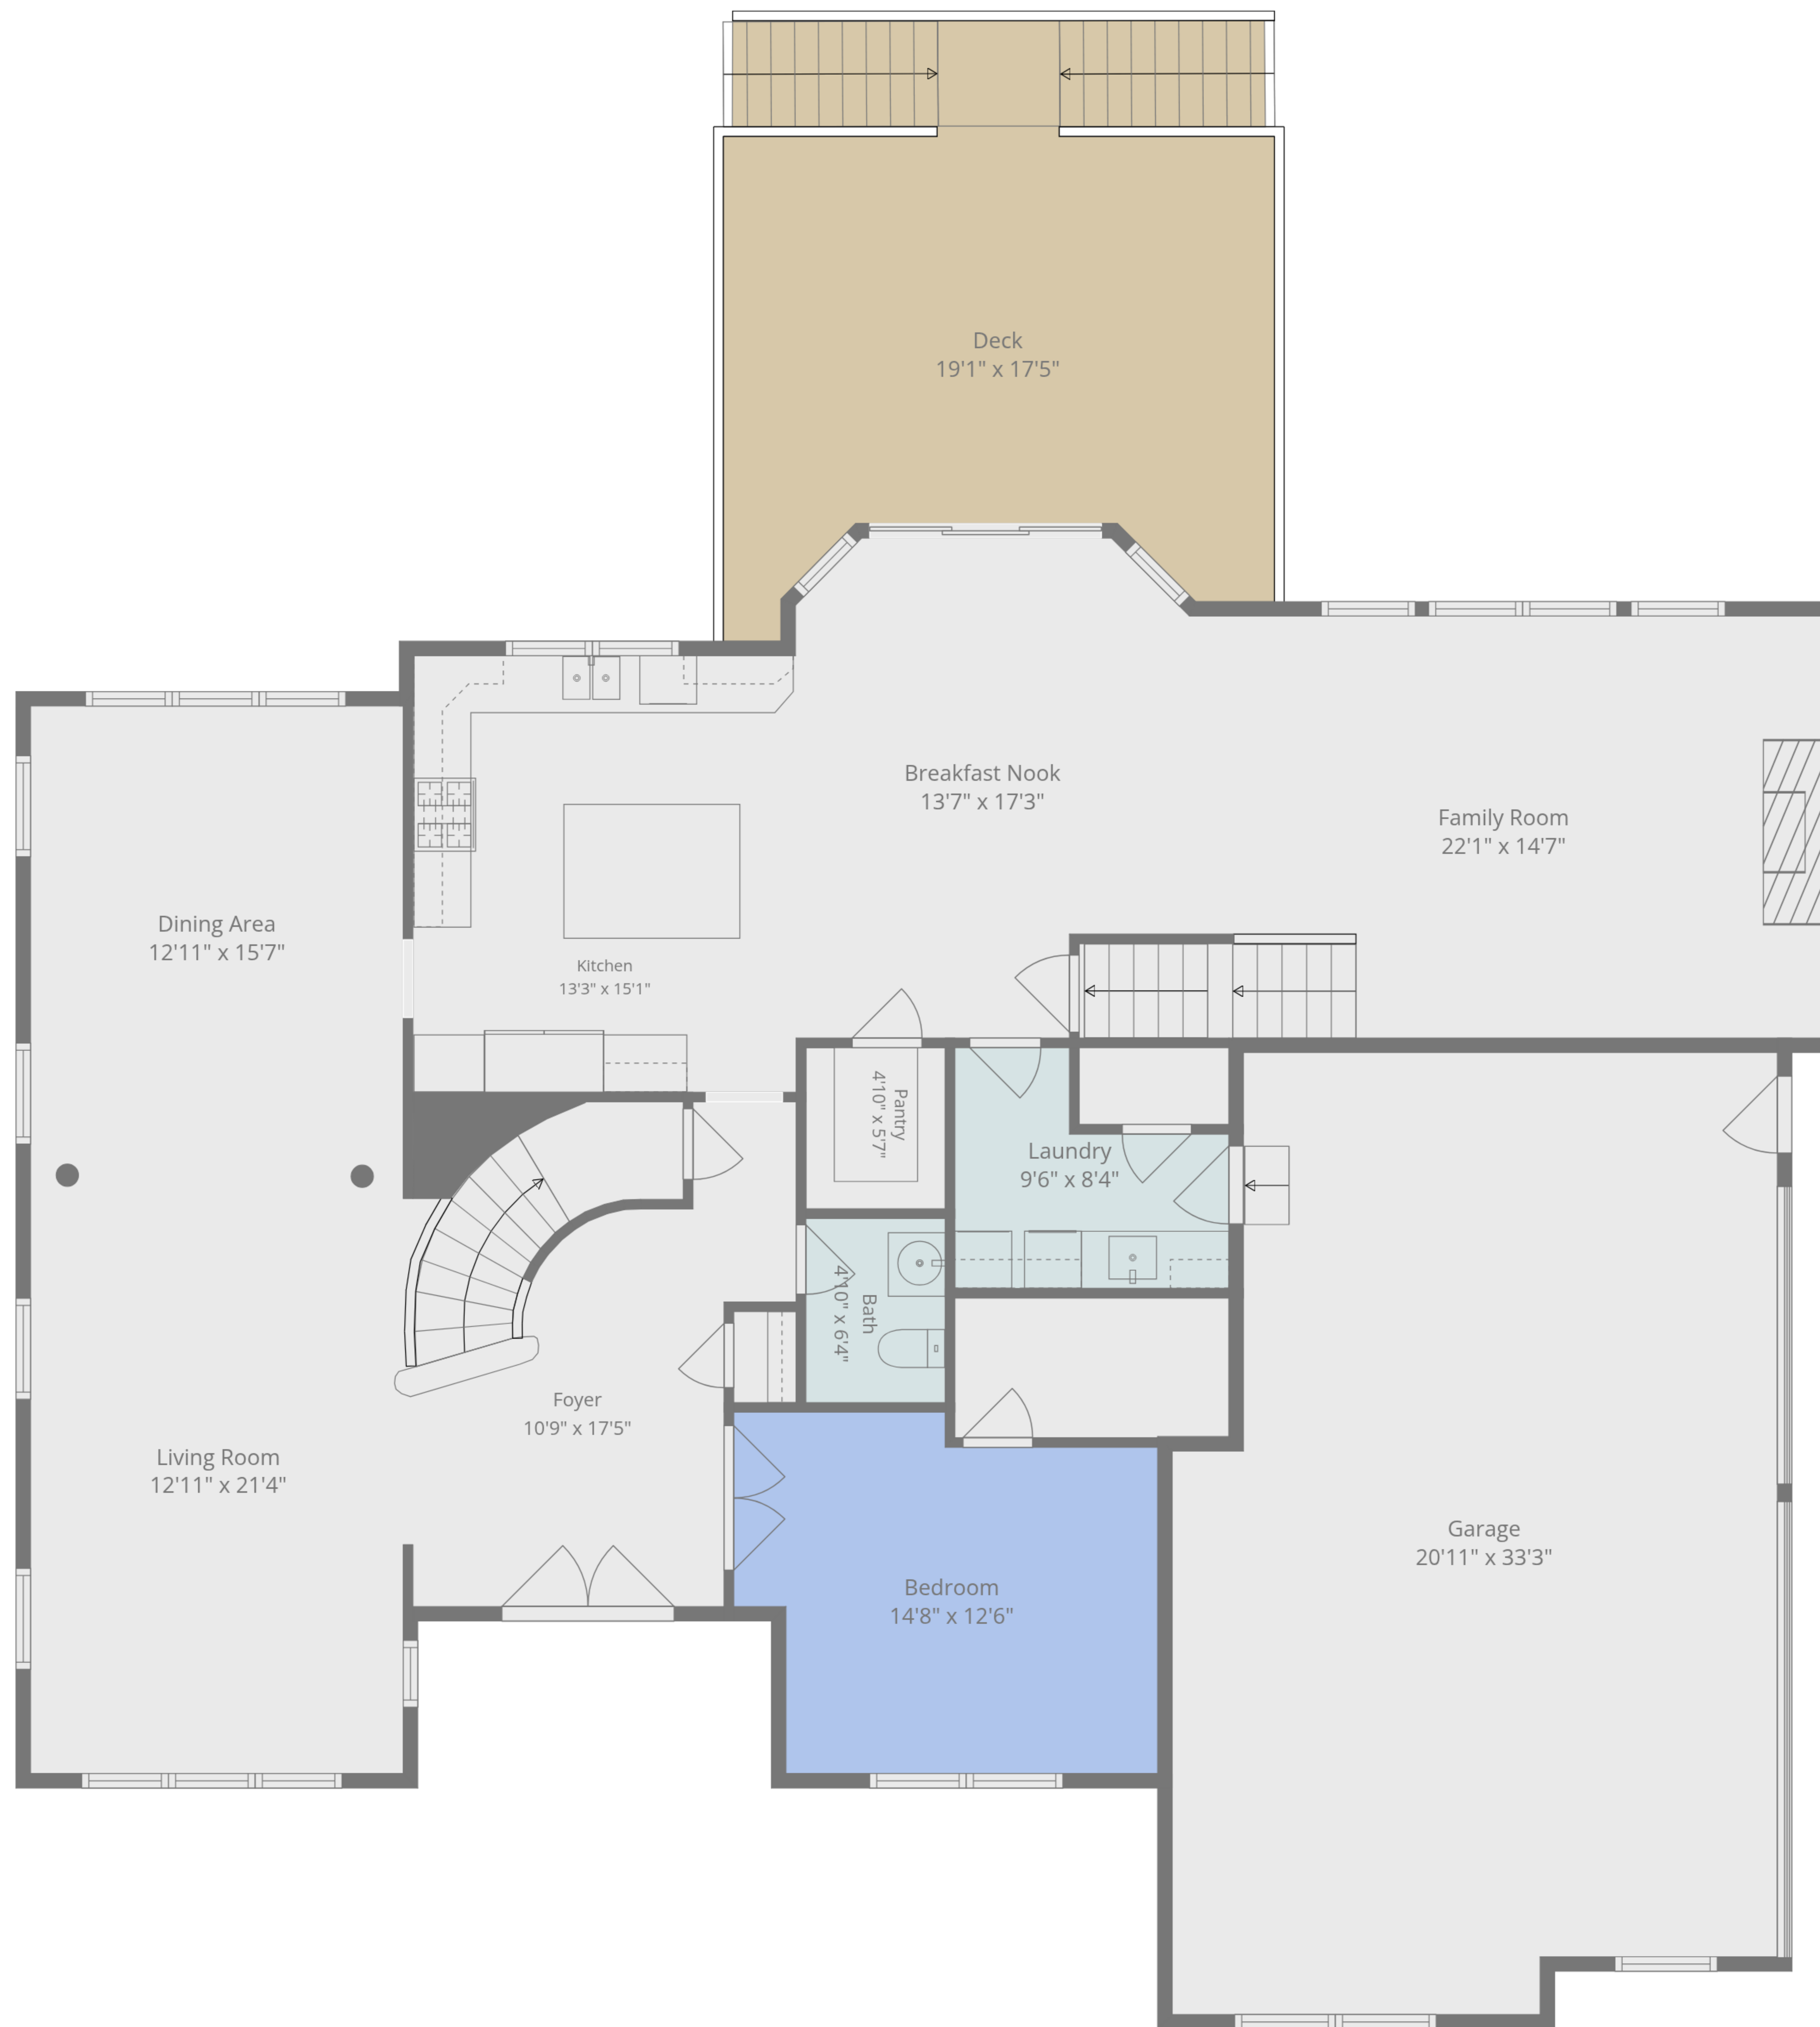 Deck
19'1" x 17'5"
Breakfast Nook
13'7" x 17'3"
Family Room
22'1" x 14'7"
Dining Area
12'11" x 15'7"
Kitchen
13'3" x 15'1"
Pantry
4'10" x 5'7"
Laundry
9'6" x 8'4"
Bath
4'10" x 6'4"
Foyer
10'9" x 17'5"
Living Room
12'11" x 21'4"
Garage
20'11" x 33'3"
Bedroom
14'8" x 12'6"